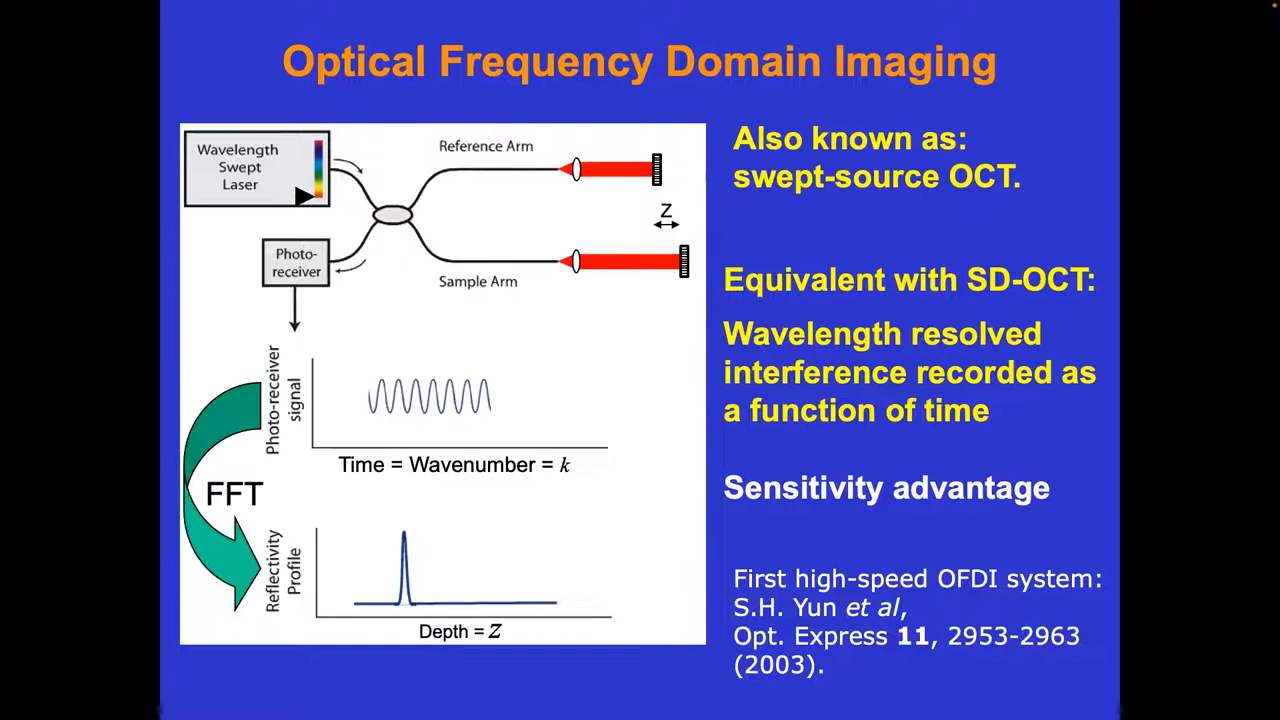 Optical Frequency Domain Imaging
Wavelength
Swept
Laser
Reference Arm
Photo-
receiver
Sample Arm
Z
Photo-receiver
signal
Time = Wavenumber = k
FFT
Reflectivity
Profile
Depth = Z
Also known as:
swept-source OCT.
Equivalent with SD-OCT:
Wavelength resolved
interference recorded as
a function of time
Sensitivity advantage
First high-speed OFDI system:
S.H. Yun et al,
Opt. Express 11, 2953-2963
(2003).